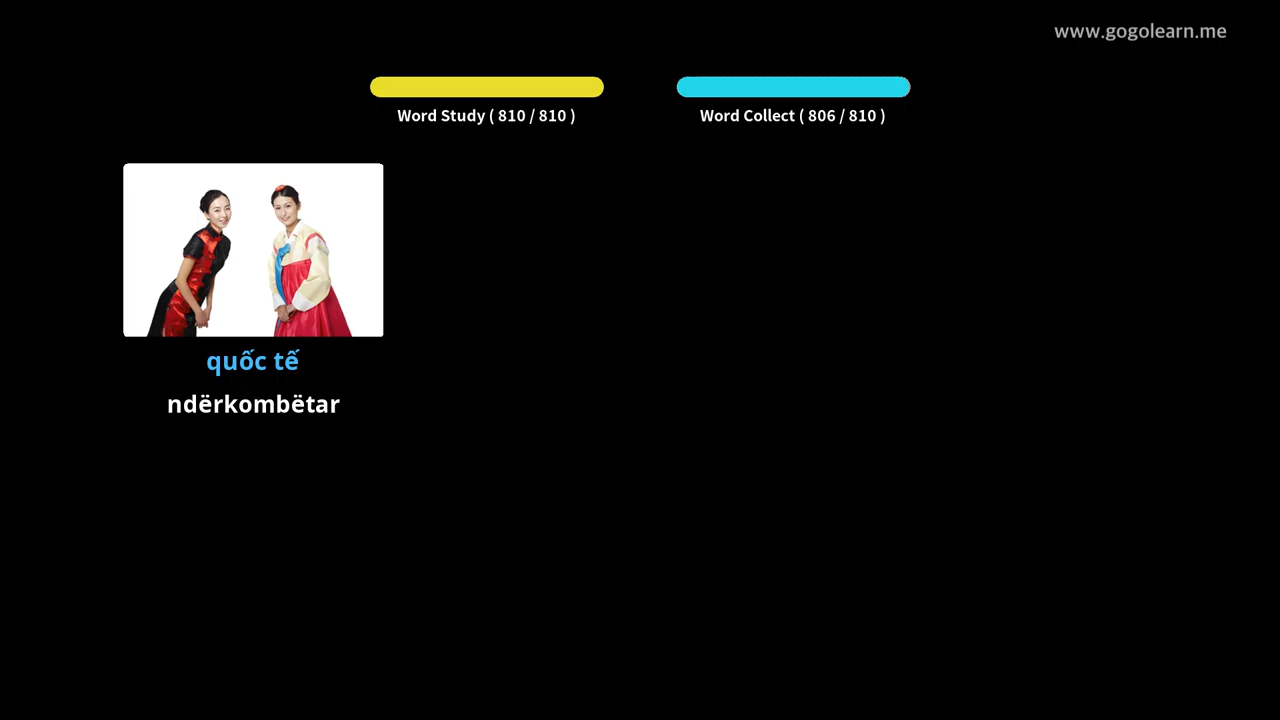 www.gogolearn.me
Word Study ( 810 / 810 )
Word Collect ( 806 / 810 )
quốc tế
ndërkombëtar